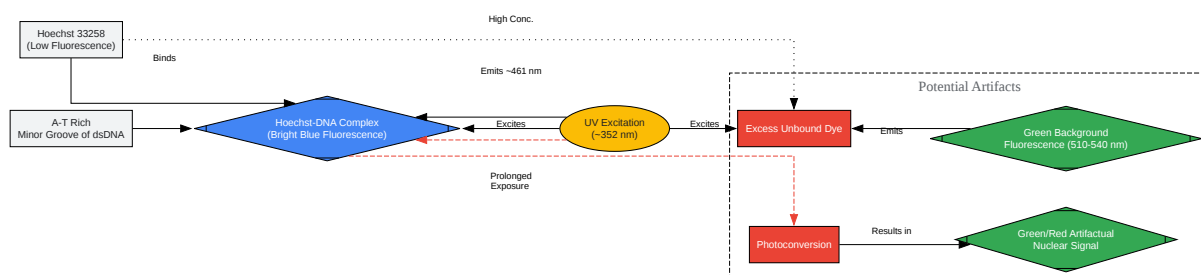 High Conc.
Hoechst 33258
(Low Fluorescence)
Binds
Emits ~461 nm
Potential Artifacts
A-T Rich
Minor Groove of dsDNA
Hoechst-DNA Complex
(Bright Blue Fluorescence)
Excites
UV Excitation
(~352 nm)
Excites
Excess Unbound Dye
Emits
Green Background
Fluorescence (510-540 nm)
Prolonged
Exposure
Photoconversion
Results in
Green/Red Artifactual
Nuclear Signal